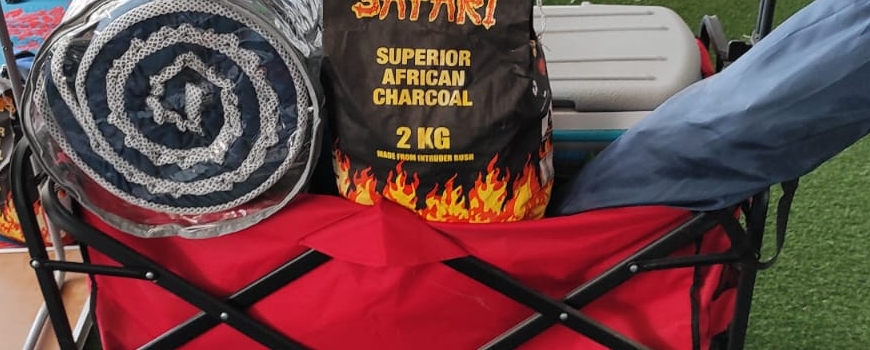 SAFARI
SUPERIOR
AFRICAN
CHARCOAL
2 KG
MADE FROM INTRUDER BUSH